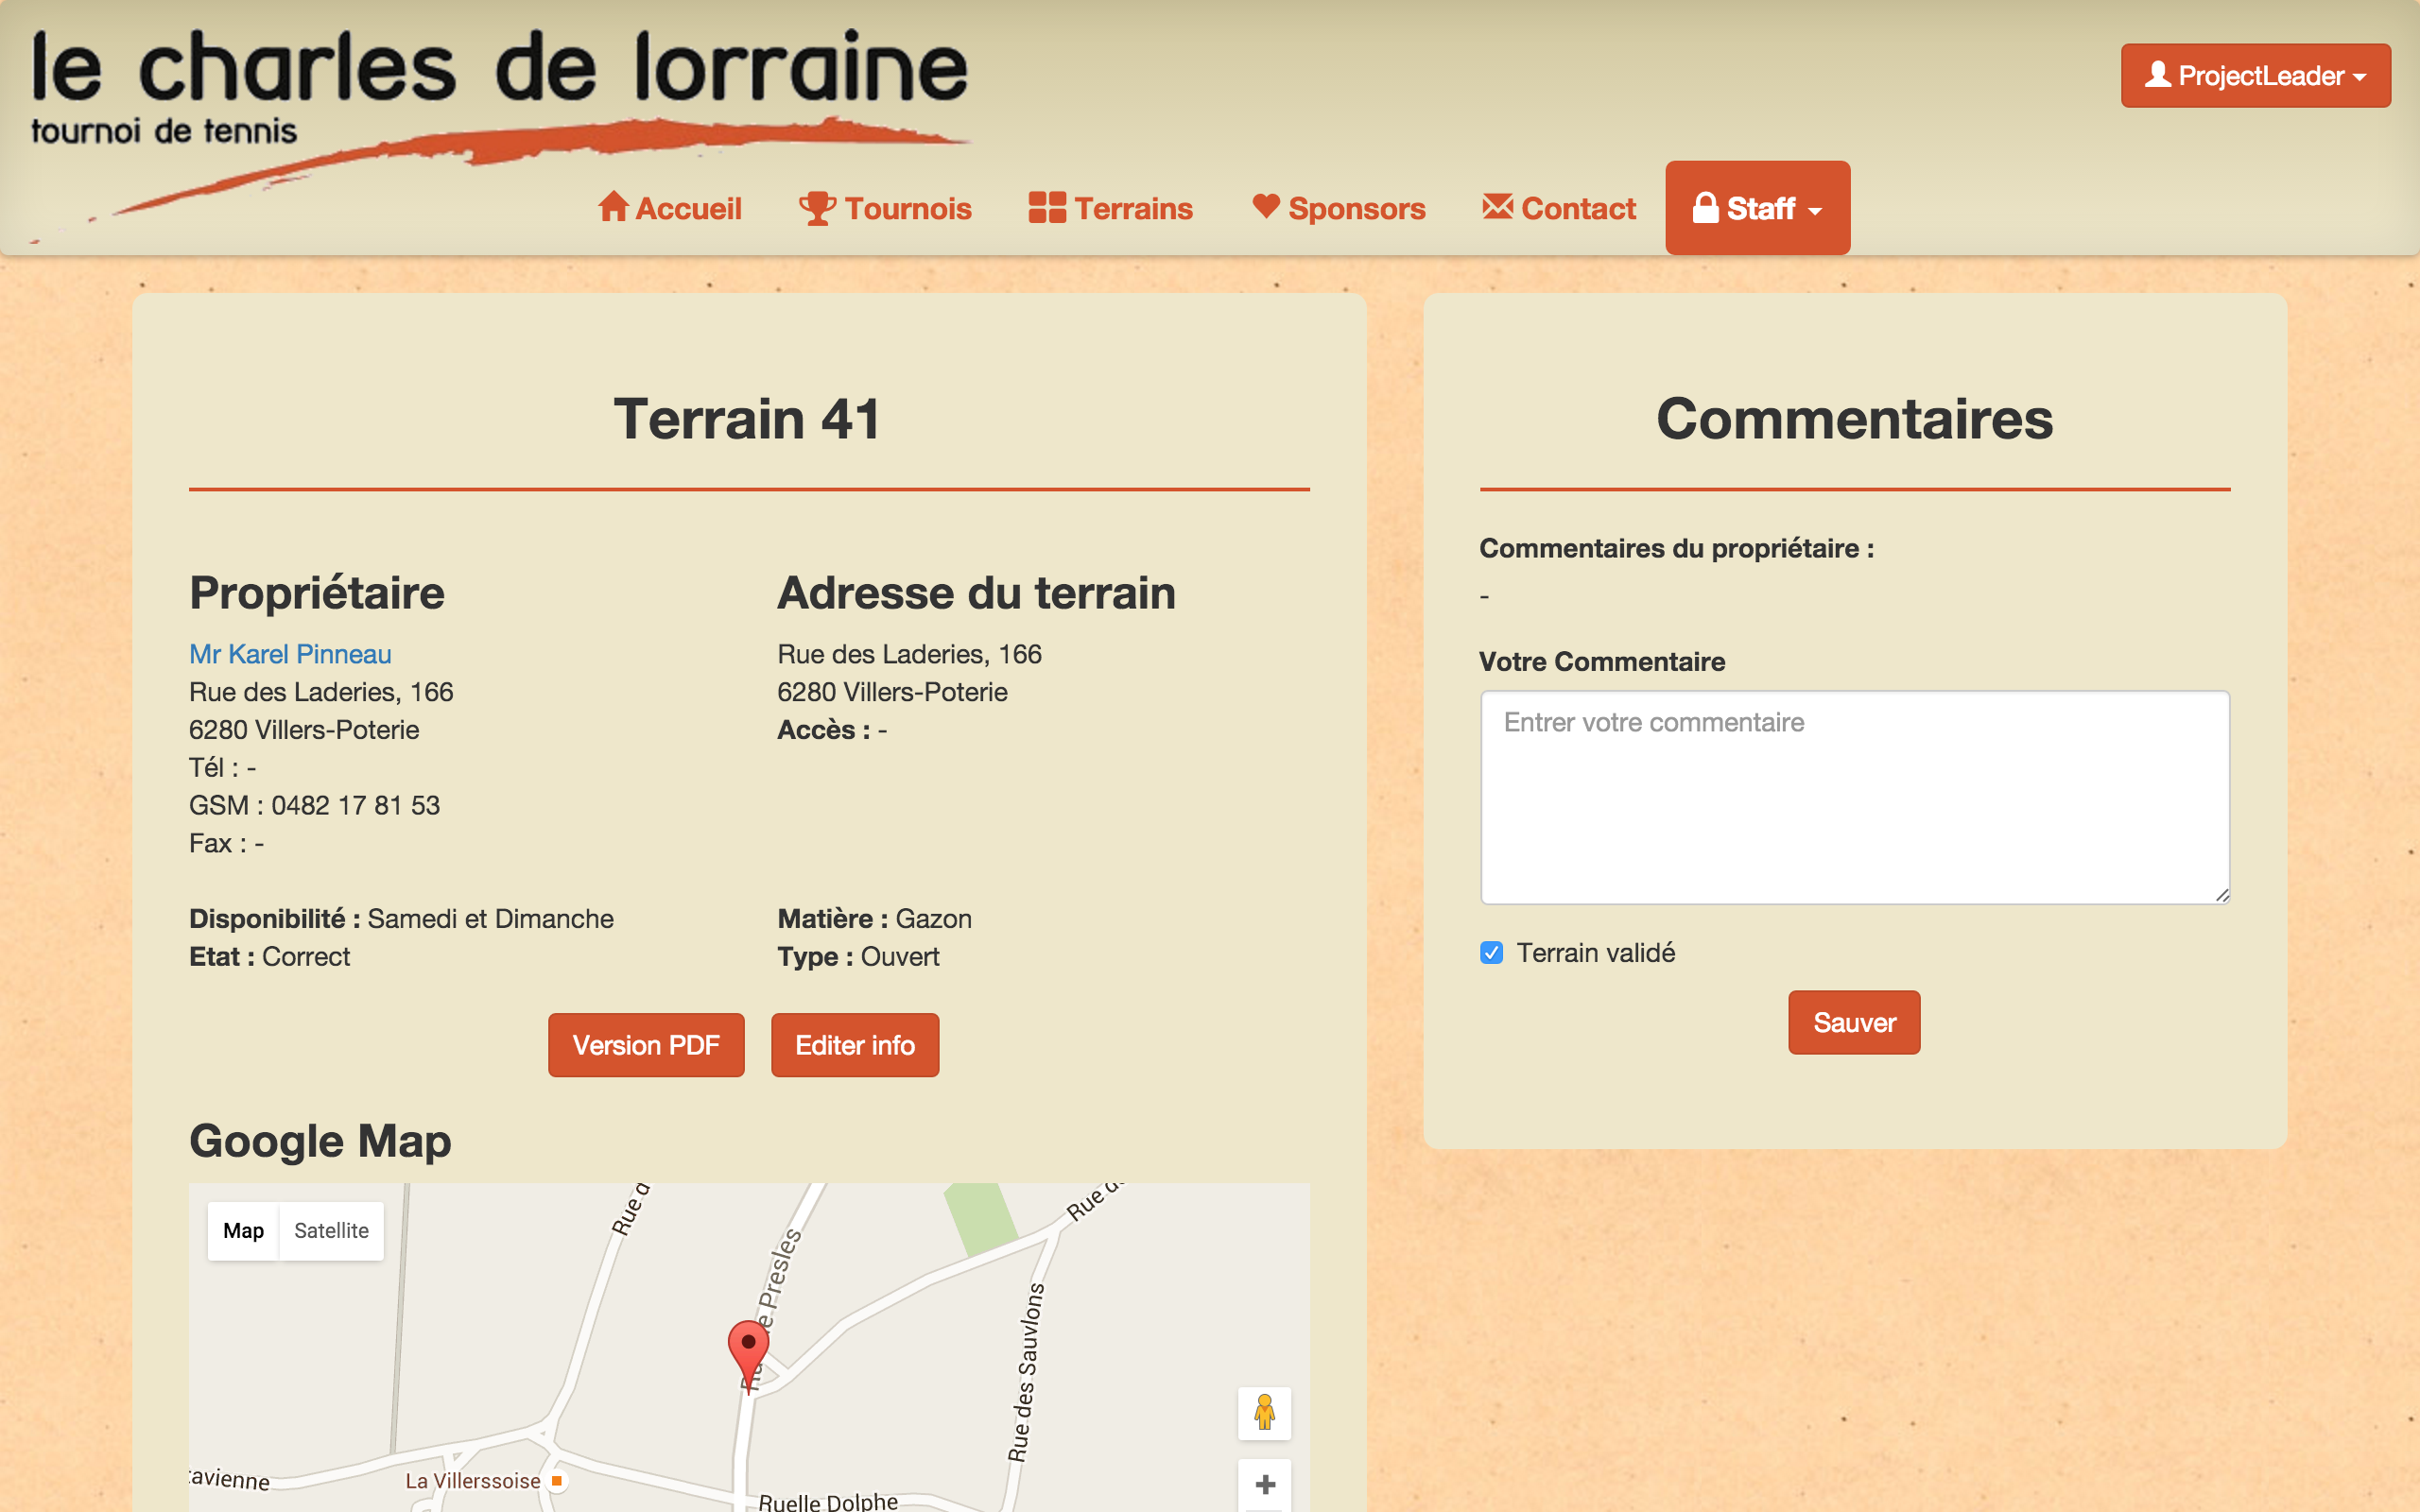 le charles de lorraine
tournoi de tennis
ProjectLeader
Accueil
Tournois
Terrains
Sponsors
Contact
Staff
Terrain 41
Propriétaire
Mr Karel Pinneau
Rue des Laderies, 166
6280 Villers-Poterie
Tél : -
GSM : 0482 17 81 53
Fax : -
Adresse du terrain
Rue des Laderies, 166
6280 Villers-Poterie
Accès : -
Disponibilité : Samedi et Dimanche
Etat : Correct
Matière : Gazon
Type : Ouvert
Version PDF
Editer info
Google Map
Map
Satellite
Rue
Presles
Rue
Rue des Sauvlons
La Villerssoise
Ruelle Dolphe
Commentaires
Commentaires du propriétaire :
-
Votre Commentaire
Entrer votre commentaire
Terrain validé
Sauver